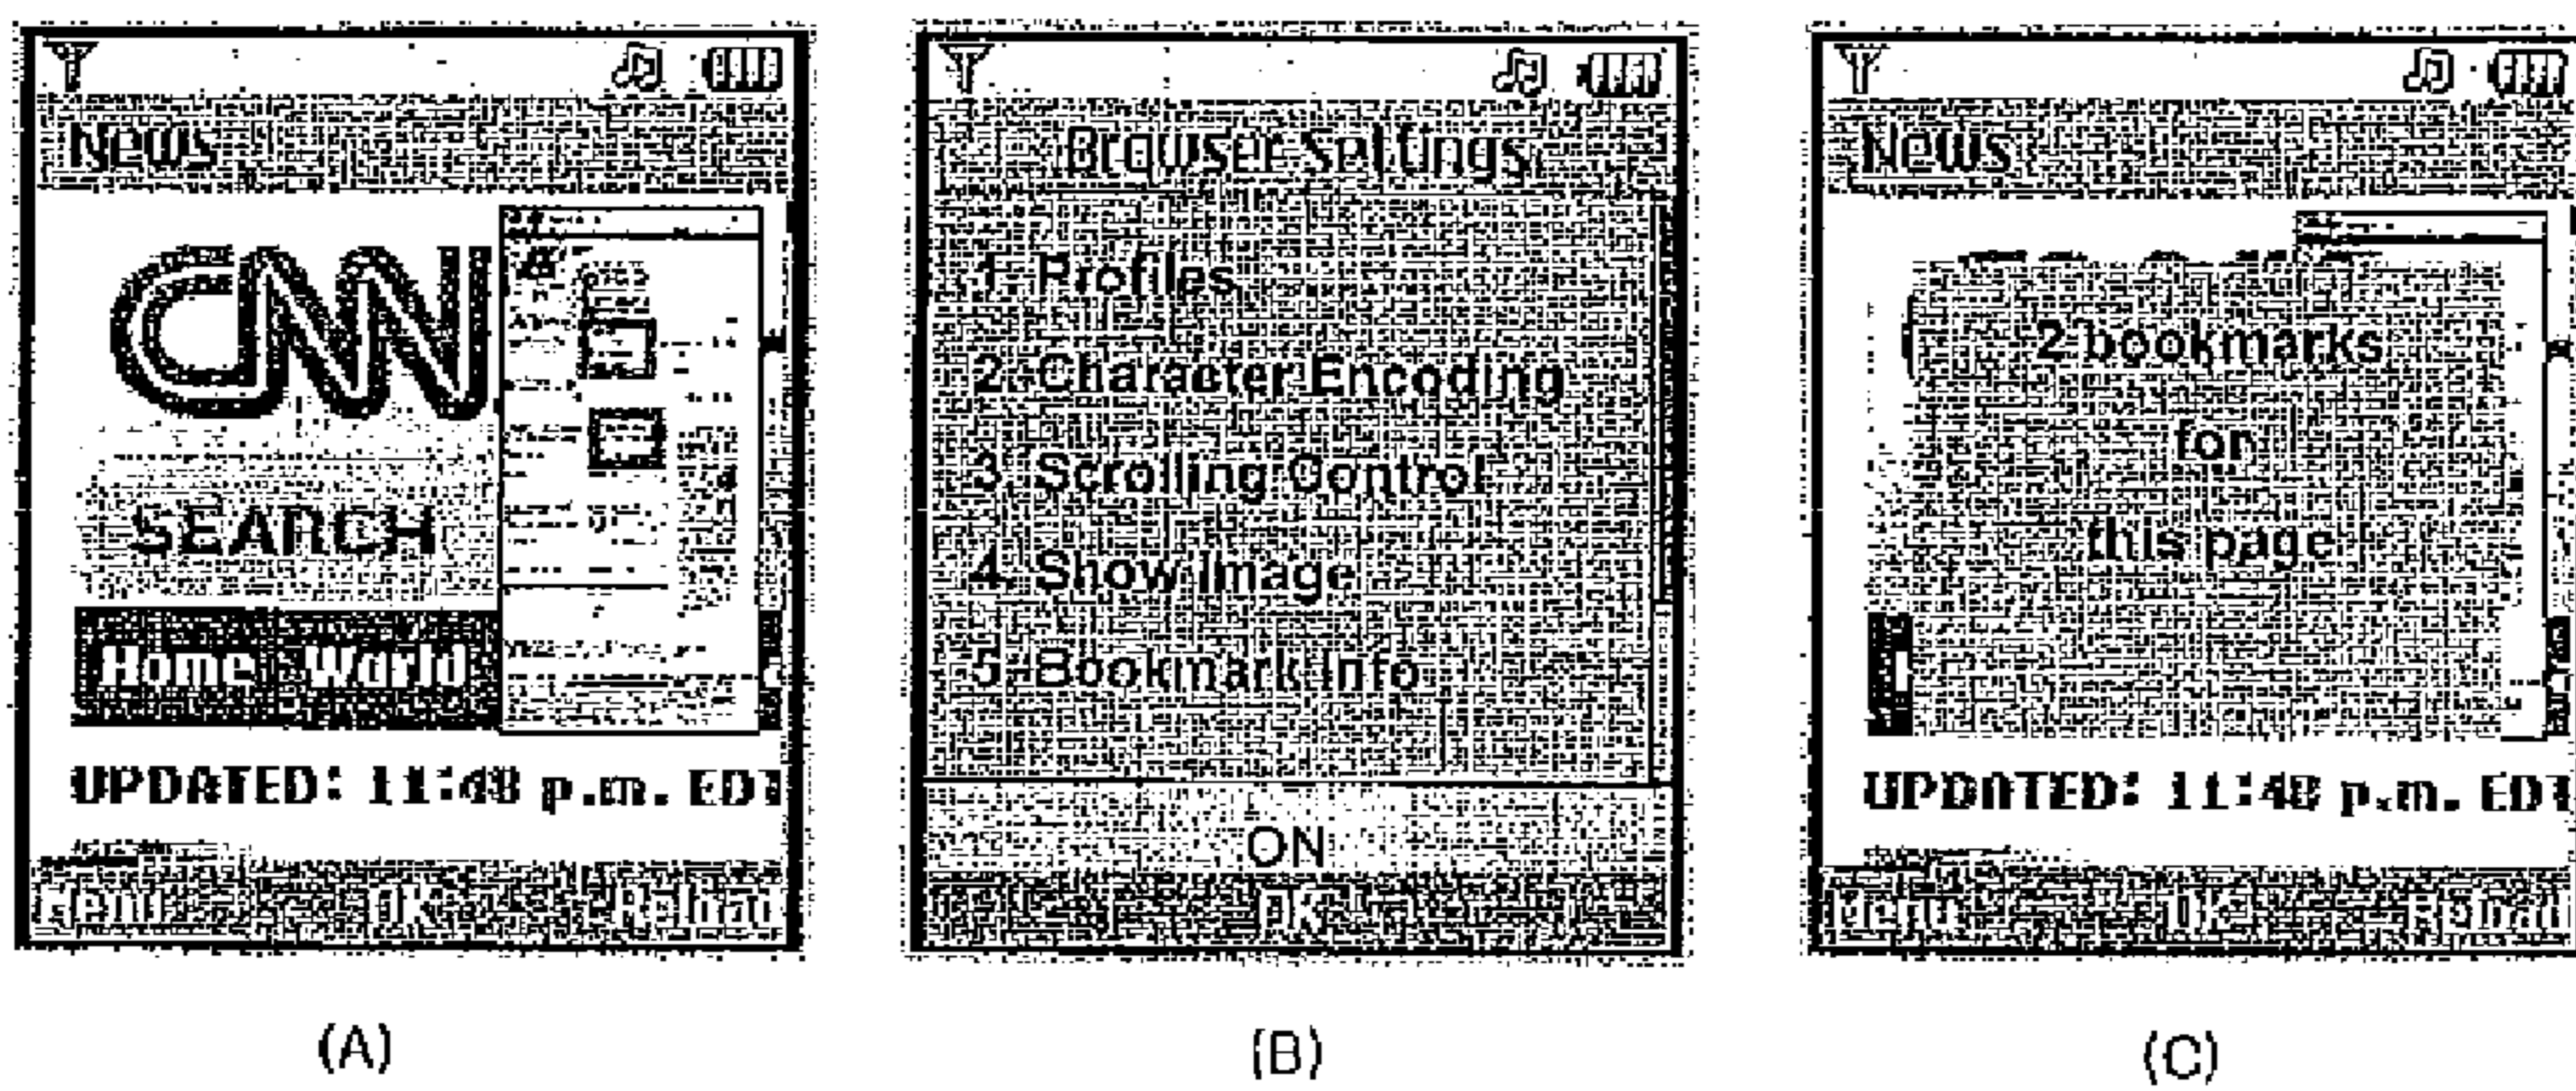 News
CNN
SEARCH
Home World
UPDATED: 11:48 p.m. EDT
Menu OK Reload
(A)
Browser Settings
1. Profiles
2. Character Encoding
3. Scrolling Control
4. Show Image
5. Bookmark Info
ON
OK
(B)
News
2 bookmarks
for
this page
UPDATED: 11:48 p.m. EDT
Menu OK Reload
(C)